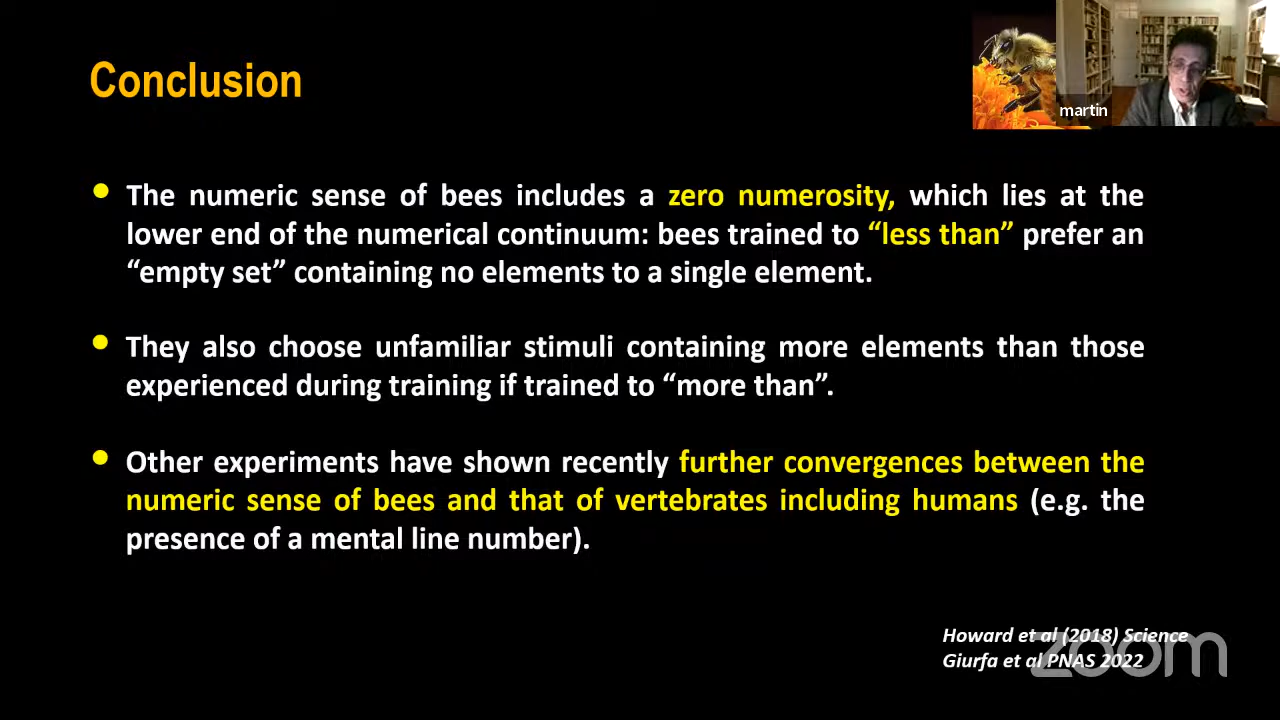 Conclusion
martin
• The numeric sense of bees includes a zero numerosity, which lies at the
lower end of the numerical continuum: bees trained to “less than” prefer an
“empty set” containing no elements to a single element.
• They also choose unfamiliar stimuli containing more elements than those
experienced during training if trained to “more than”.
• Other experiments have shown recently further convergences between the
numeric sense of bees and that of vertebrates including humans (e.g. the
presence of a mental line number).
Howard et al (2018) Science
Giurfa et al PNAS 2022
zoom